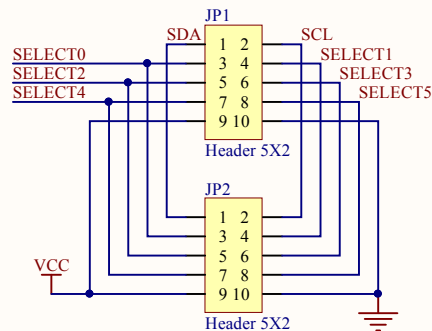 JP1
SDA 1 2 SCL
SELECT0 3 4 SELECT1
SELECT2 5 6 SELECT3
SELECT4 7 8 SELECT5
9 10
Header 5X2
JP2
1 2
3 4
5 6
7 8
VCC 9 10
Header 5X2